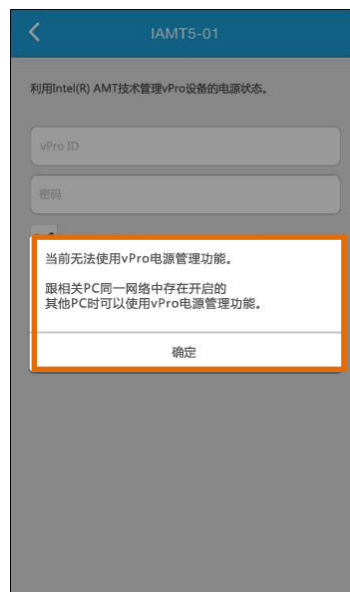 IAMT5-01
利用Intel(R) AMT技术管理vPro设备的电源状态。
vPro ID
密码
当前无法使用vPro电源管理功能。
跟相关PC同一网络中存在开启的
其他PC时可以使用vPro电源管理功能。
确定